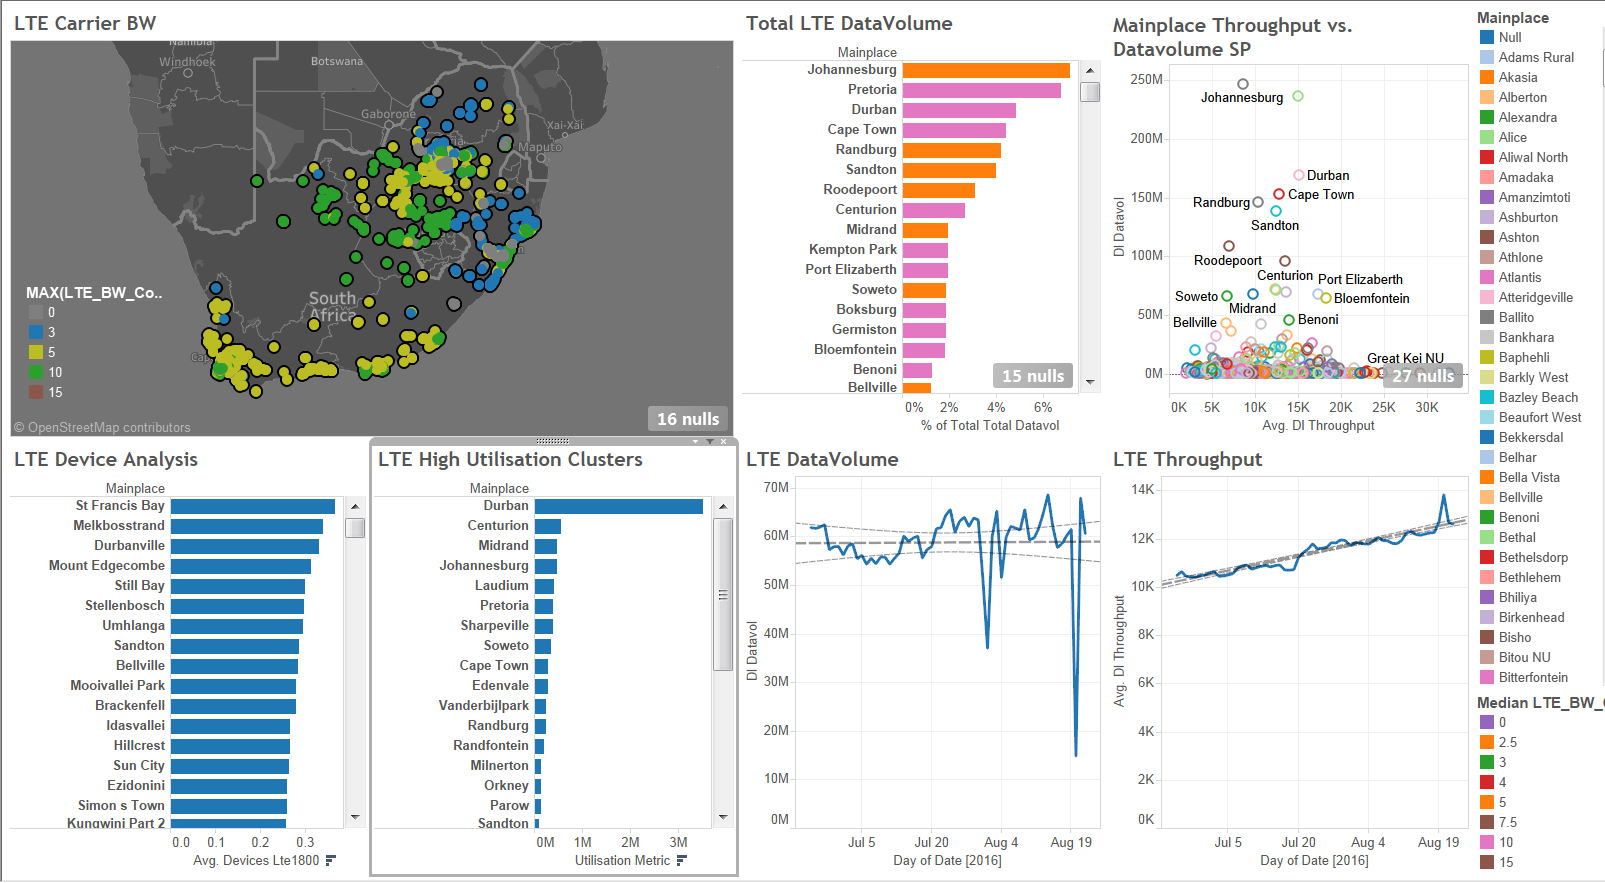 LTE Carrier BW
Namibia
Windhoek
Botswana
Gaborone
Xai-Xai
Maputo
South
Africa
MAX(LTE_BW_Co..
0
3
5
10
15
16 nulls
© OpenStreetMap contributors
Total LTE DataVolume
Mainplace
Johannesburg
Pretoria
Durban
Cape Town
Randburg
Sandton
Roodepoort
Centurion
Midrand
Kempton Park
Port Elizaberth
Soweto
Boksburg
Germiston
Bloemfontein
Benoni
Bellville
15 nulls
0% 2% 4% 6%
% of Total Total Datavol
Mainplace Throughput vs.
Datavolume SP
250M
200M
150M
100M
50M
0M
Dl Datavol
Johannesburg
Durban
Cape Town
Randburg
Sandton
Roodepoort
Centurion
Port Elizaberth
Soweto
Bloemfontein
Midrand
Bellville
Benoni
Great Kei NU
27 nulls
0K 5K 10K 15K 20K 25K 30K
Avg. Dl Throughput
LTE Device Analysis
Mainplace
St Francis Bay
Melkbosstrand
Durbanville
Mount Edgecombe
Still Bay
Stellenbosch
Umhlanga
Sandton
Bellville
Mooivallei Park
Brackenfell
Idasvallei
Hillcrest
Sun City
Ezidonini
Simon s Town
Kungwini Part 2
0.0 0.1 0.2 0.3
Avg. Devices Lte1800
LTE High Utilisation Clusters
Mainplace
Durban
Centurion
Midrand
Johannesburg
Laudium
Pretoria
Sharpeville
Soweto
Cape Town
Edenvale
Vanderbijlpark
Randburg
Randfontein
Milnerton
Orkney
Parow
Sandton
0M 1M 2M 3M
Utilisation Metric
LTE DataVolume
70M
60M
50M
40M
30M
20M
10M
0M
Dl Datavol
Jul 5 Jul 20 Aug 4 Aug 19
Day of Date [2016]
LTE Throughput
14K
12K
10K
8K
6K
4K
2K
0K
Avg. Dl Throughput
Jul 5 Jul 20 Aug 4 Aug 19
Day of Date [2016]
Mainplace
Null
Adams Rural
Akasia
Alberton
Alexandra
Alice
Aliwal North
Amadaka
Amanzimtoti
Ashburton
Ashton
Athlone
Atlantis
Atteridgeville
Ballito
Bankhara
Baphehli
Barkly West
Bazley Beach
Beaufort West
Bekkersdal
Belhar
Bella Vista
Bellville
Benoni
Bethal
Bethelsdorp
Bethlehem
Bhiliya
Birkenhead
Bisho
Bitou NU
Bitterfontein
Median LTE_BW_
0
2.5
3
4
5
7.5
10
15